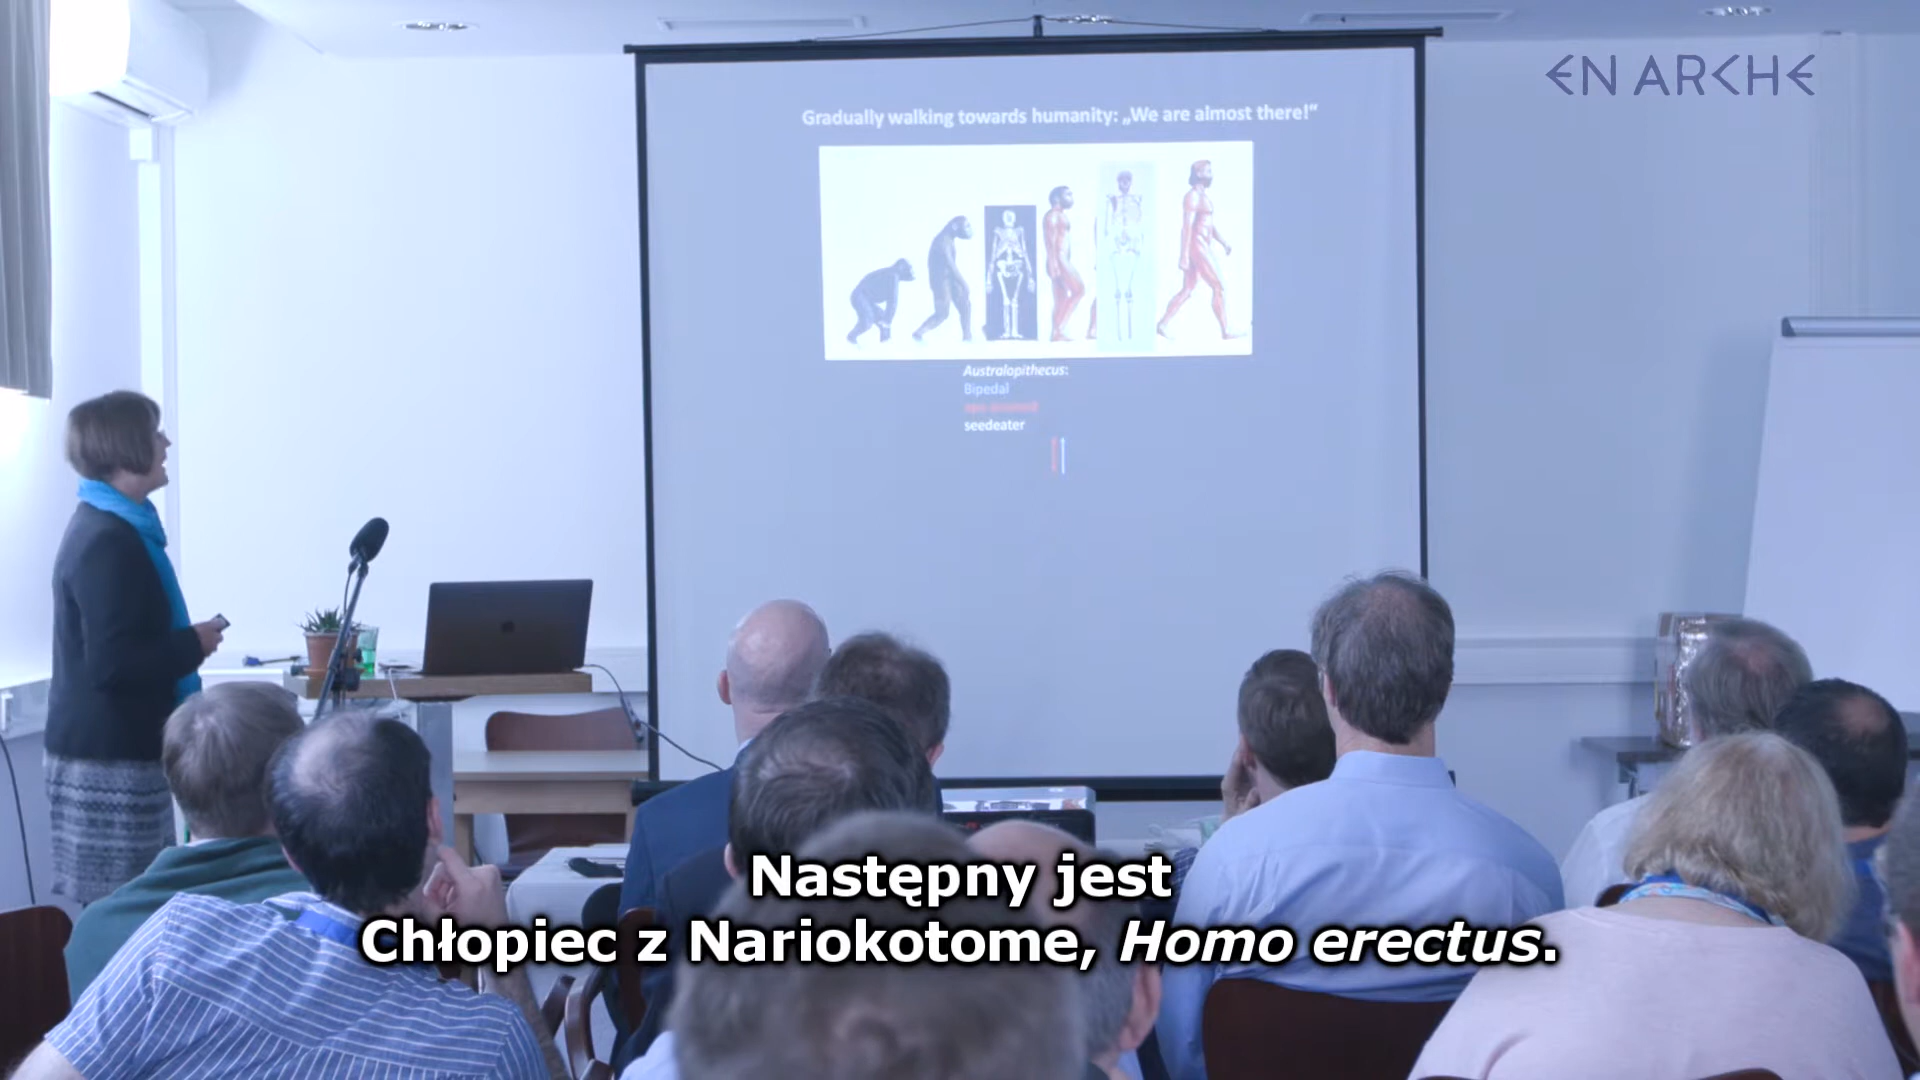 EN ARCHE
Gradually walking towards humanity: „We are almost there!“
Australopithecus:
Bipedal
seedeater
Następny jest
Chłopiec z Nariokotome, Homo erectus.